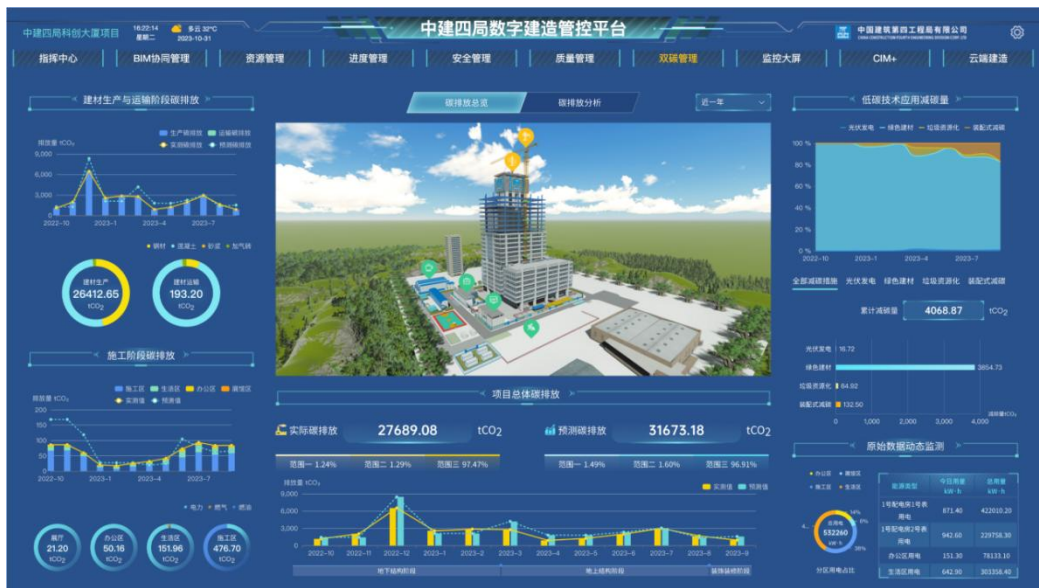 中建四局科创大厦项目
16:22:14
星期二
多云 32°C
2023-10-31
中建四局数字建造管控平台
中国建筑第四工程局有限公司
指挥中心
BIM协同管理
资源管理
进度管理
安全管理
质量管理
双碳管理
监控大屏
CIM+
云端建造
建材生产与运输阶段碳排放
生产碳排放 运输碳排放
排放量 tCO₂
实测碳排放 预测碳排放
9,000
6,000
3,000
0
2022-10 2023-1 2023-4 2023-7
钢材 混凝土 砂浆 加气砖
建材生产
26412.65
tCO₂
建材运输
193.20
tCO₂
施工阶段碳排放
施工区 生活区 办公区 展馆区
排放量 tCO₂
实测值 预测值
200
150
100
50
0
2022-10 2023-1 2023-4 2023-7
电力 燃气 燃油
展厅
21.20
tCO₂
办公区
50.16
tCO₂
生活区
151.96
tCO₂
施工区
476.70
tCO₂
碳排放总览
碳排放分析
近一年
项目总体碳排放
实际碳排放 27689.08 tCO₂
预测碳排放 31673.18 tCO₂
范围一 1.24% 范围二 1.29% 范围三 97.47%
范围一 1.49% 范围二 1.60% 范围三 96.91%
排放量 tCO₂
实测值 预测值
9,000
6,000
3,000
0
2022-10 2022-11 2022-12 2023-1 2023-2 2023-3 2023-4 2023-5 2023-6 2023-7 2023-8 2023-9
地下结构阶段 地上结构阶段 装饰装修阶段
低碳技术应用减碳量
光伏发电 绿色建材 垃圾资源化 装配式减碳
100 %
80 %
60 %
40 %
20 %
0 %
2022-10 2023-1 2023-4 2023-7
全部减碳措施 光伏发电 绿色建材 垃圾资源化 装配式减碳
累计减碳量 4068.87 tCO₂
光伏发电 16.72
绿色建材 3854.73
垃圾资源化 64.92
装配式减碳 132.50
0 1,000 2,000 3,000 4,000
减碳量tCO₂
原始数据动态监测
办公区 展馆区
施工区 生活区
总用电
532260
kW·h
14%
6%
36%
4...
分区用电占比
能源类型 今日用量 kW·h 总用量 kW·h
1号配电房1号表用电 871.40 422010.20
1号配电房2号表用电 942.60 229758.30
办公区用电 151.30 78133.10
生活区用电 642.90 303358.40